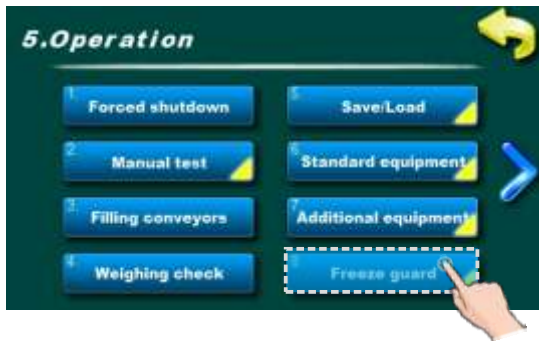 5.Operation
1 Forced shutdown
2 Manual test
3 Filling conveyors
4 Weighing check
5 Save/Load
6 Standard equipment
7 Additional equipment
8 Freeze guard